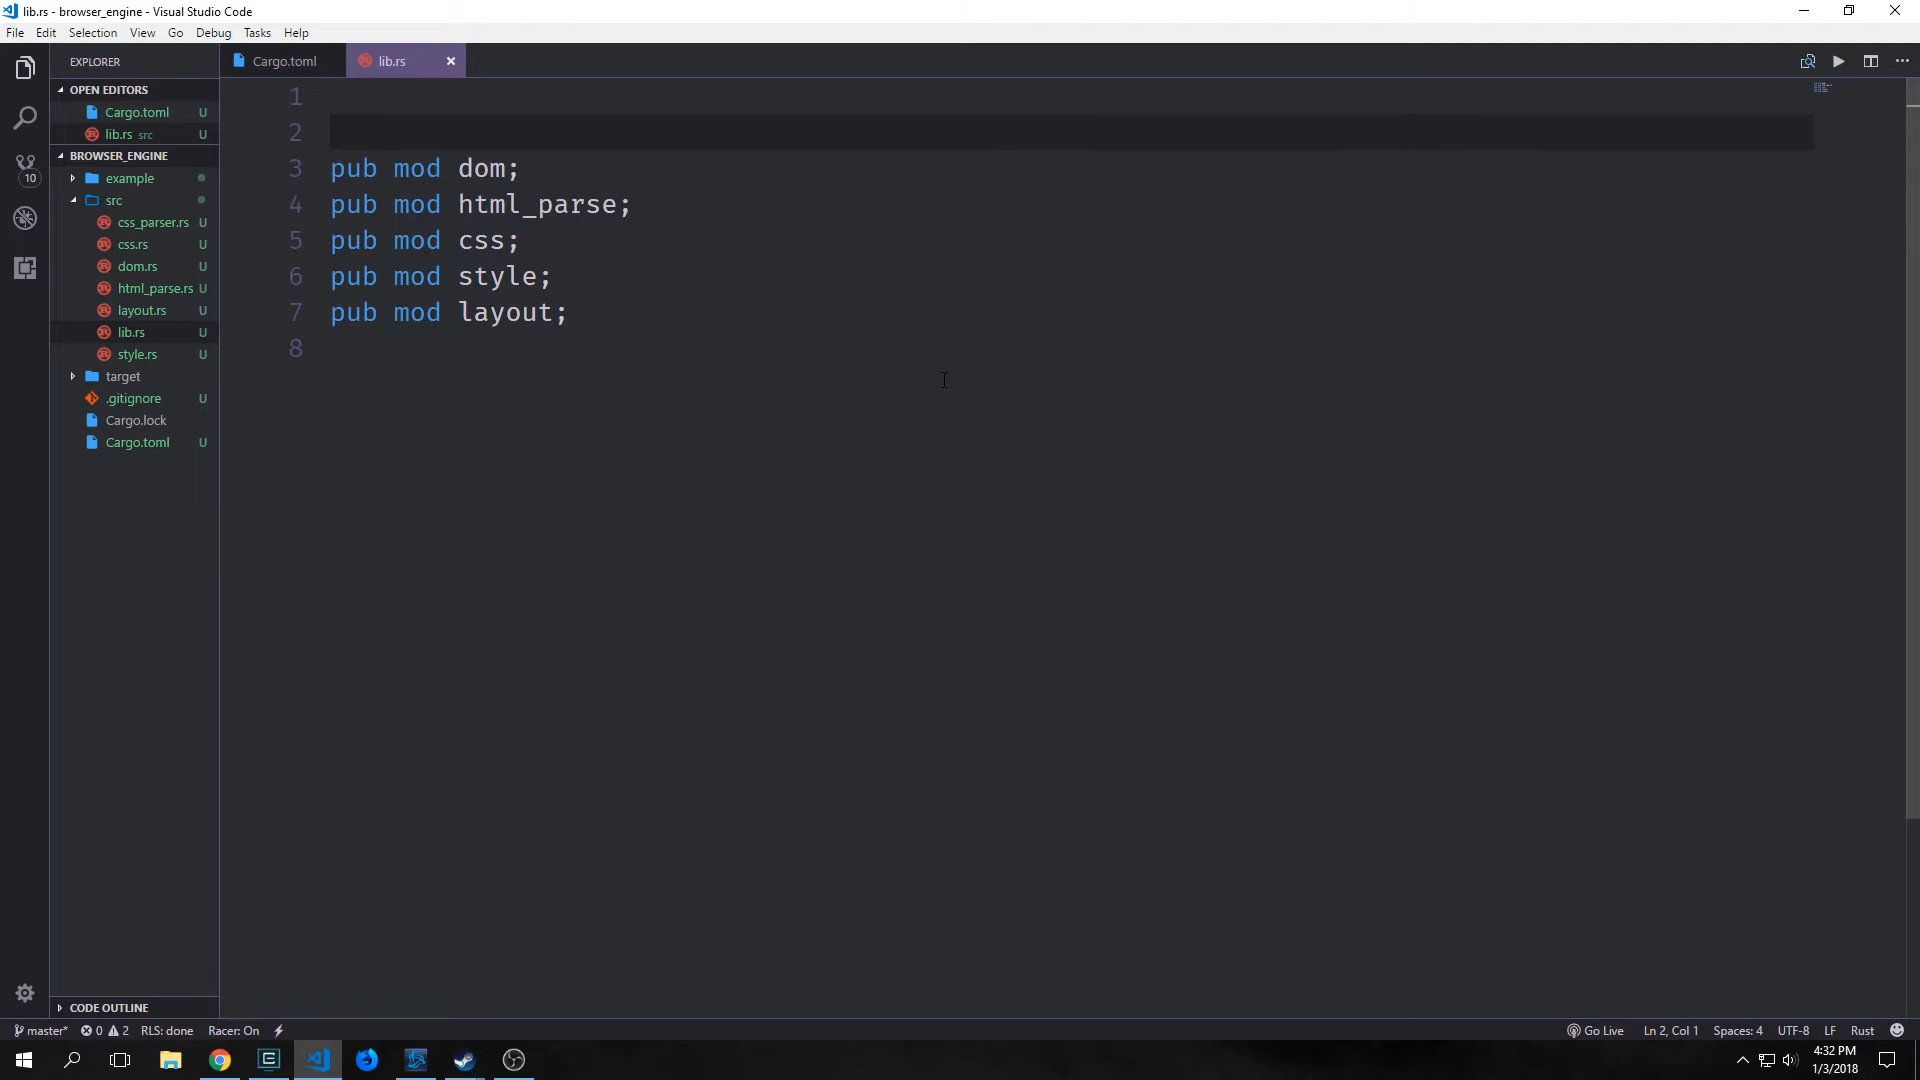 lib.rs - browser_engine - Visual Studio Code
File Edit Selection View Go Debug Tasks Help
EXPLORER
Cargo.toml
lib.rs
OPEN EDITORS
Cargo.toml U
lib.rs src U
BROWSER_ENGINE
example
src
css_parser.rs U
css.rs U
dom.rs U
html_parse.rs U
layout.rs U
lib.rs U
style.rs U
target
.gitignore U
Cargo.lock
Cargo.toml U
CODE OUTLINE
10
1
2
3 pub mod dom;
4 pub mod html_parse;
5 pub mod css;
6 pub mod style;
7 pub mod layout;
8
master* 0 2 RLS: done Racer: On Go Live Ln 2, Col 1 Spaces: 4 UTF-8 LF Rust
4:32 PM
1/3/2018